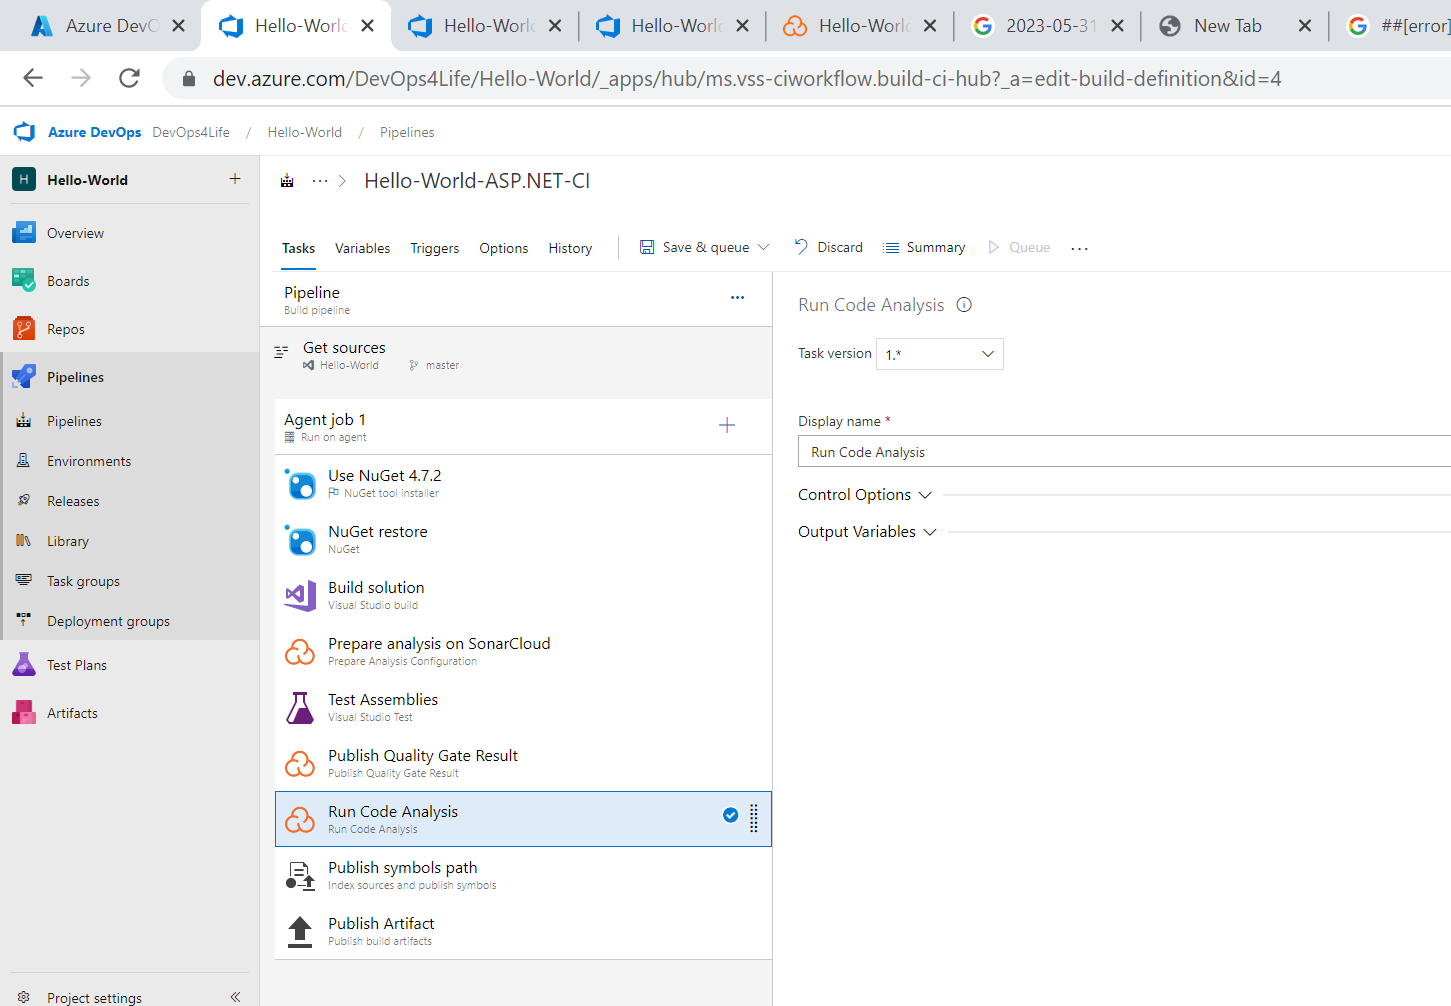 Azure DevO
Hello-World
Hello-World
Hello-World
Hello-World
2023-05-31
New Tab
##[error]
dev.azure.com/DevOps4Life/Hello-World/_apps/hub/ms.vss-ciworkflow.build-ci-hub?_a=edit-build-definition&id=4
Azure DevOps DevOps4Life / Hello-World / Pipelines
H Hello-World +
Overview
Boards
Repos
Pipelines
Pipelines
Environments
Releases
Library
Task groups
Deployment groups
Test Plans
Artifacts
Project settings «
... > Hello-World-ASP.NET-CI
Tasks Variables Triggers Options History Save & queue Discard Summary Queue ...
Pipeline ...
Build pipeline
Get sources
Hello-World master
Agent job 1 +
Run on agent
Use NuGet 4.7.2
NuGet tool installer
NuGet restore
NuGet
Build solution
Visual Studio build
Prepare analysis on SonarCloud
Prepare Analysis Configuration
Test Assemblies
Visual Studio Test
Publish Quality Gate Result
Publish Quality Gate Result
Run Code Analysis
Run Code Analysis
Publish symbols path
Index sources and publish symbols
Publish Artifact
Publish build artifacts
Run Code Analysis
Task version 1.*
Display name *
Run Code Analysis
Control Options
Output Variables